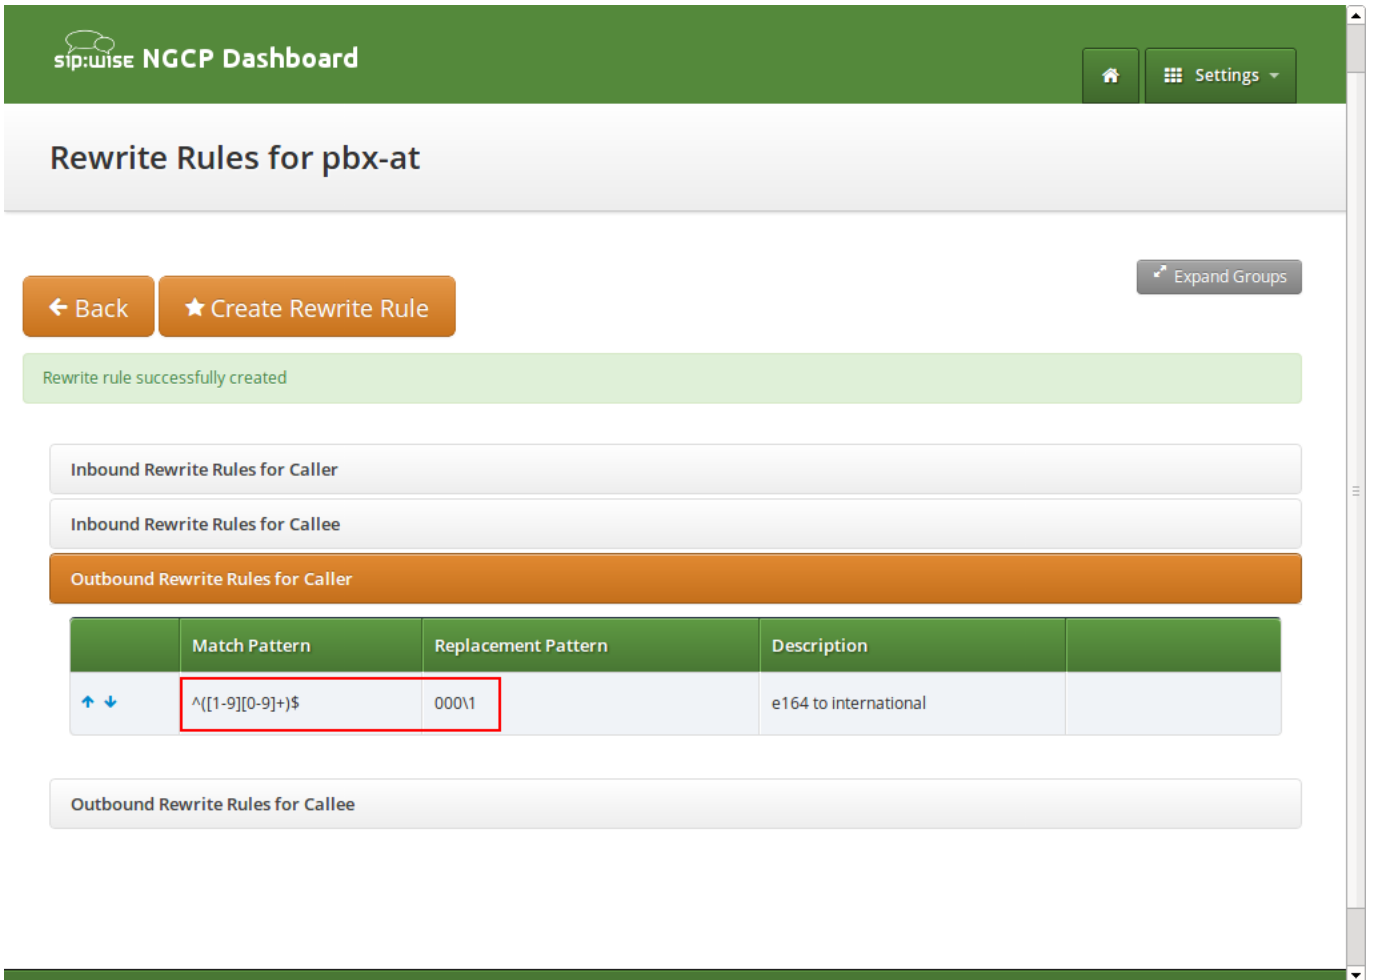 sip:wise NGCP Dashboard
Settings
Rewrite Rules for pbx-at
Expand Groups
Back
Create Rewrite Rule
Rewrite rule successfully created
Inbound Rewrite Rules for Caller
Inbound Rewrite Rules for Callee
Outbound Rewrite Rules for Caller
Match Pattern Replacement Pattern Description
^([1-9][0-9]+)$ 000\1 e164 to international
Outbound Rewrite Rules for Callee